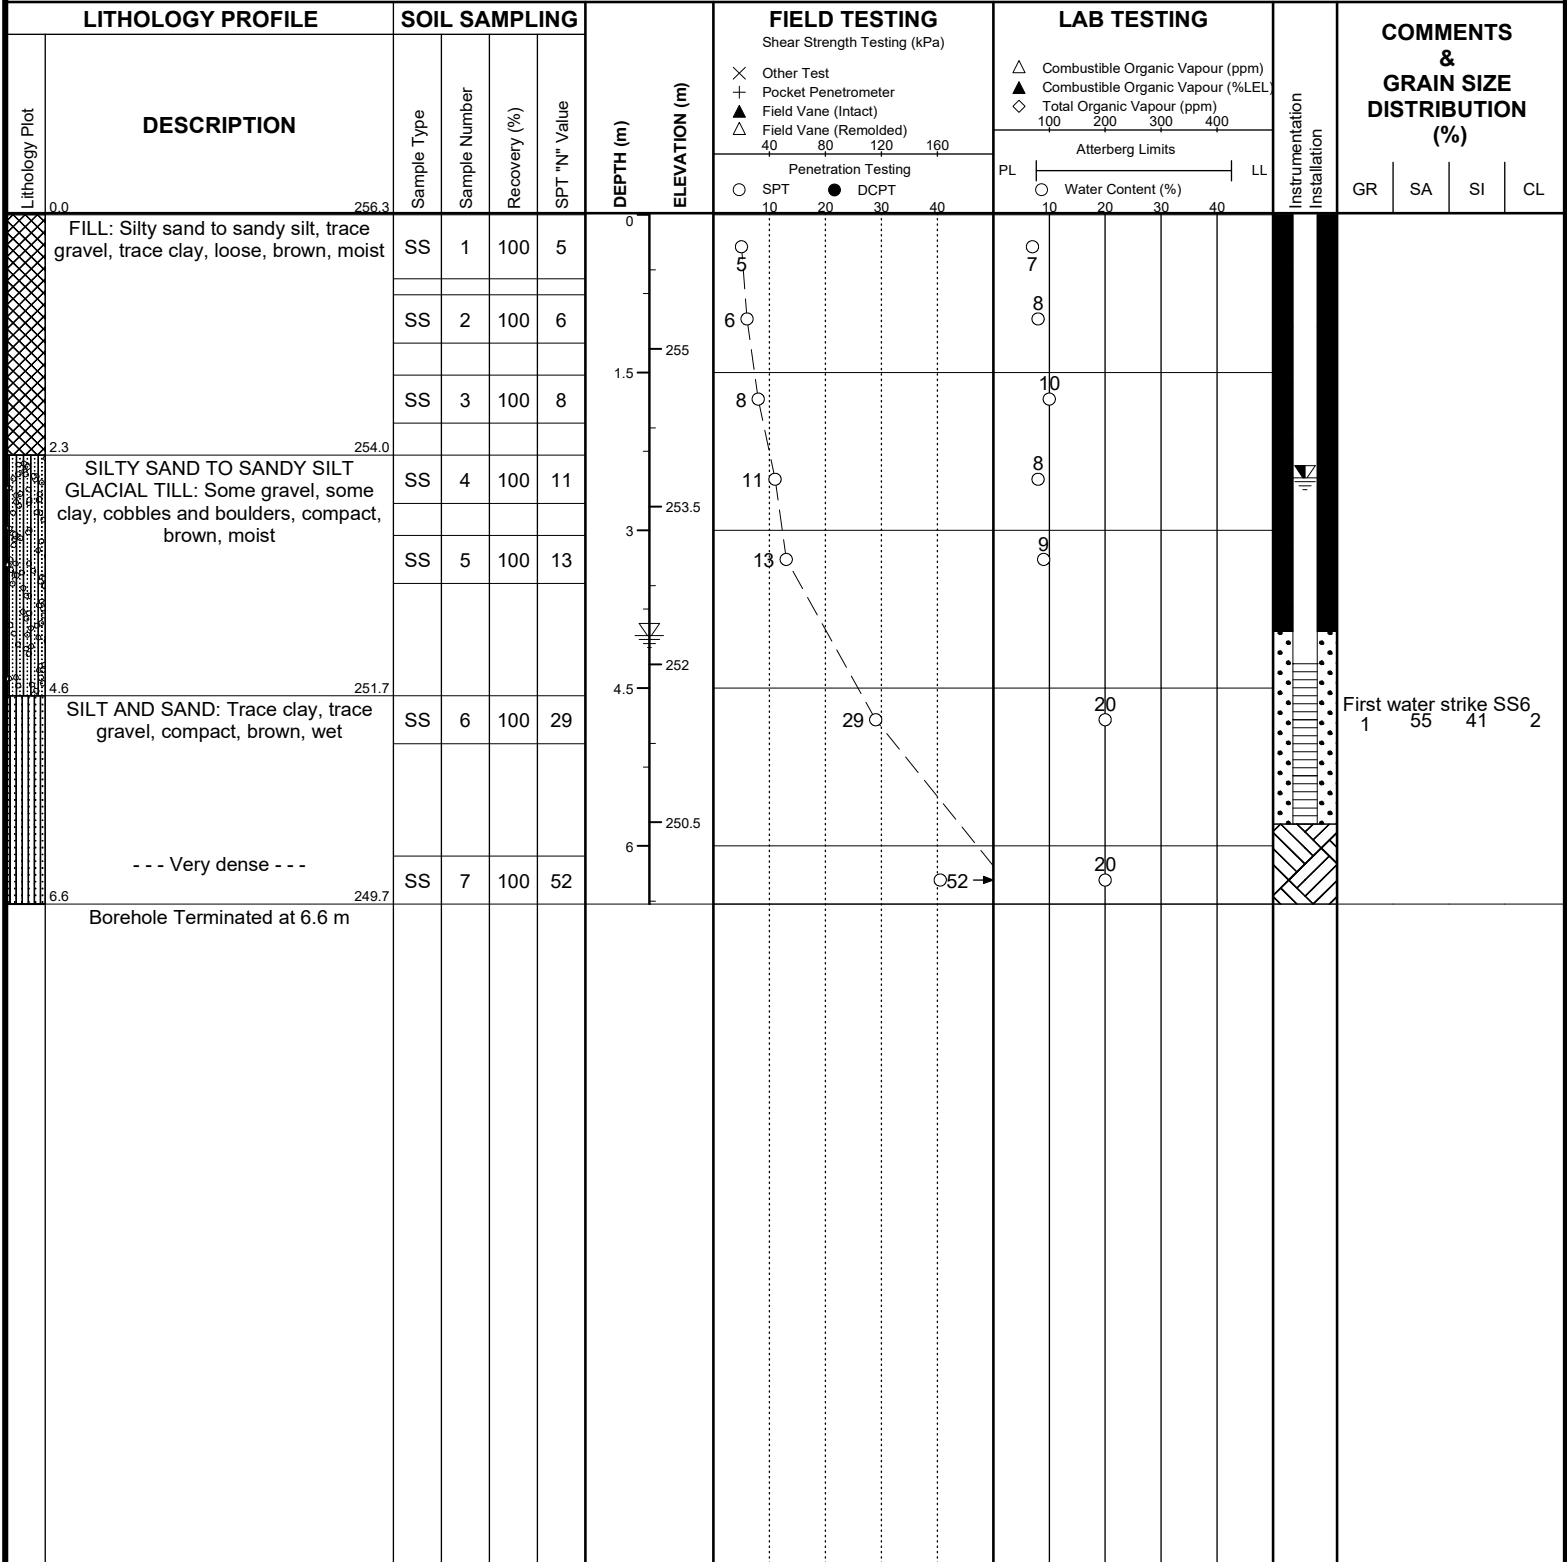 LITHOLOGY PROFILE
SOIL SAMPLING
FIELD TESTING
LAB TESTING
COMMENTS
&
GRAIN SIZE
DISTRIBUTION
(%)
Shear Strength Testing (kPa)
Other Test
Pocket Penetrometer
Field Vane (Intact)
Field Vane (Remolded)
40 80 120 160
Penetration Testing
SPT DCPT
10 20 30 40
Combustible Organic Vapour (ppm)
Combustible Organic Vapour (%LEL)
Total Organic Vapour (ppm)
100 200 300 400
Atterberg Limits
PL LL
Water Content (%)
10 20 30 40
Lithology Plot
DESCRIPTION
Sample Type
Sample Number
Recovery (%)
SPT "N" Value
DEPTH (m)
ELEVATION (m)
Instrumentation
Installation
GR SA SI CL
0.0 256.3
FILL: Silty sand to sandy silt, trace
gravel, trace clay, loose, brown, moist
SS 1 100 5
0
5
7
SS 2 100 6
6
8
255
1.5
SS 3 100 8
8
10
2.3 254.0
SILTY SAND TO SANDY SILT
GLACIAL TILL: Some gravel, some
clay, cobbles and boulders, compact,
brown, moist
SS 4 100 11
11
8
253.5
3
SS 5 100 13
13
9
252
4.5
4.6 251.7
SILT AND SAND: Trace clay, trace
gravel, compact, brown, wet
SS 6 100 29
29
20
First water strike SS6
1 55 41 2
250.5
6
- - - Very dense - - -
SS 7 100 52
52
20
6.6 249.7
Borehole Terminated at 6.6 m